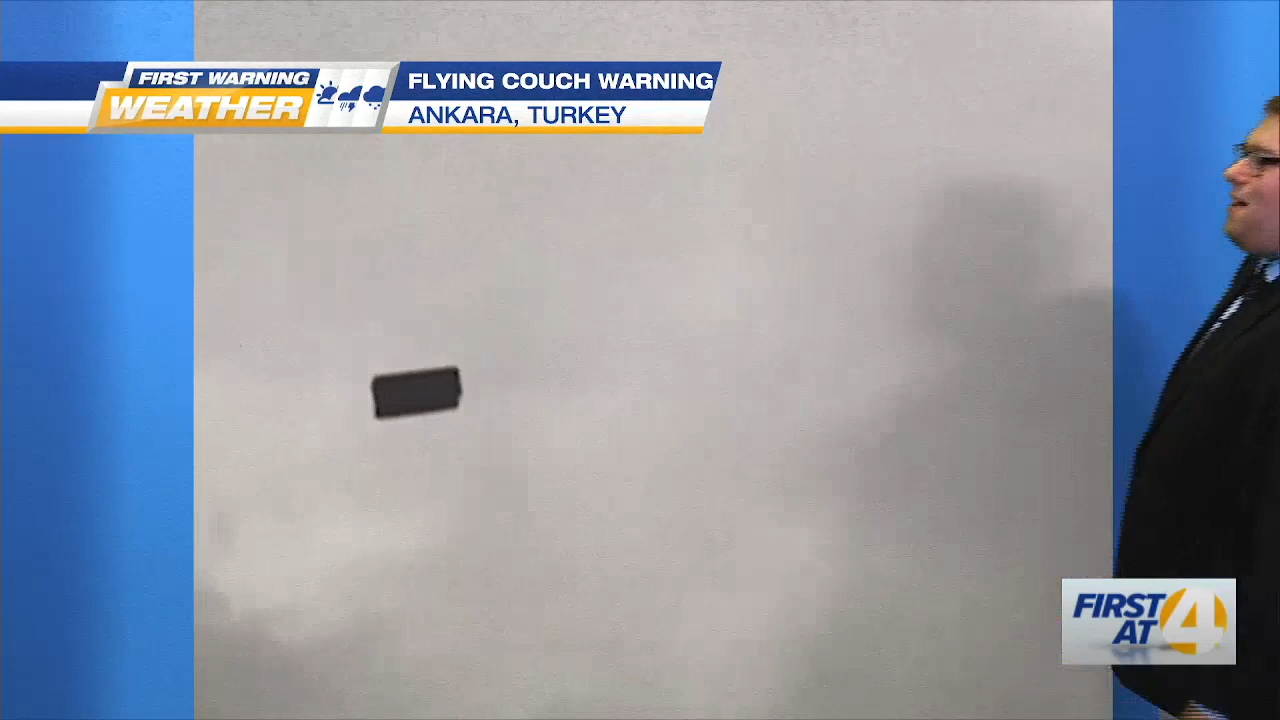 FIRST WARNING
WEATHER
FLYING COUCH WARNING
ANKARA, TURKEY
FIRST
AT 4